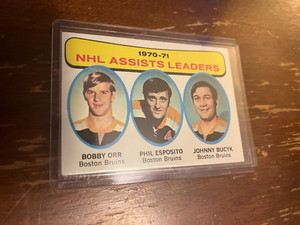 1970-71
NHL ASSISTS LEADERS
BOBBY ORR
Boston Bruins
PHIL ESPOSITO
Boston Bruins
JOHNNY BUCYK
Boston Bruins